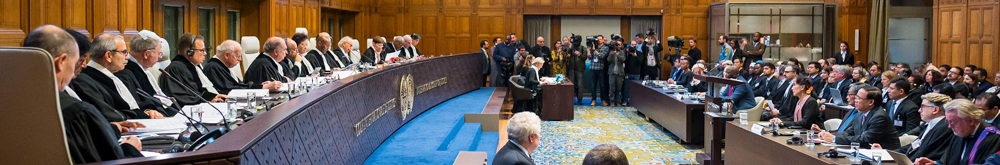 COUR INTERNATIONALE DE JUSTICE
INTERNATIONAL COURT OF JUSTICE